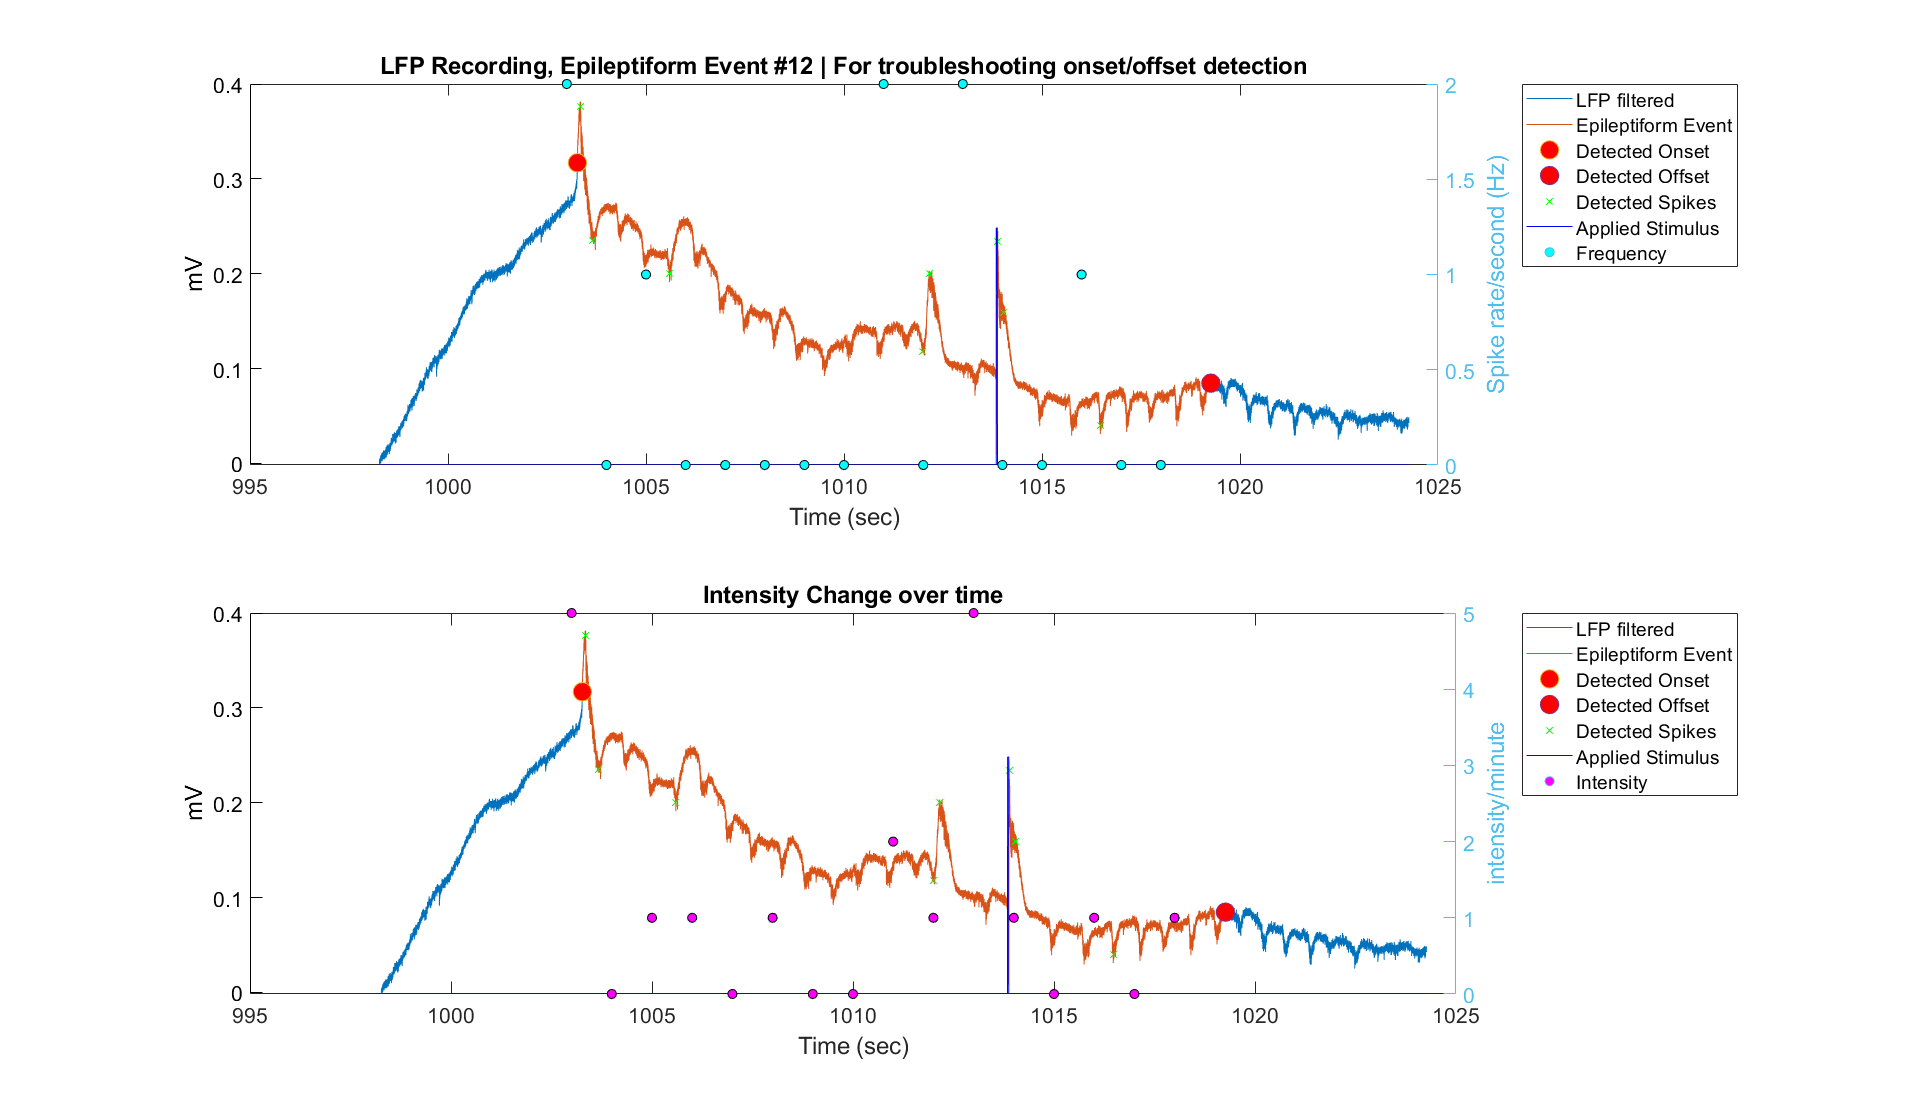 LFP Recording, Epileptiform Event #12 | For troubleshooting onset/offset detection
0.4
0.3
0.2
0.1
0
mV
2
1.5
1
0.5
0
Spike rate/second (Hz)
995 1000 1005 1010 1015 1020 1025
Time (sec)
LFP filtered
Epileptiform Event
Detected Onset
Detected Offset
Detected Spikes
Applied Stimulus
Frequency
Intensity Change over time
0.4
0.3
0.2
0.1
0
mV
5
4
3
2
1
0
intensity/minute
995 1000 1005 1010 1015 1020 1025
Time (sec)
LFP filtered
Epileptiform Event
Detected Onset
Detected Offset
Detected Spikes
Applied Stimulus
Intensity